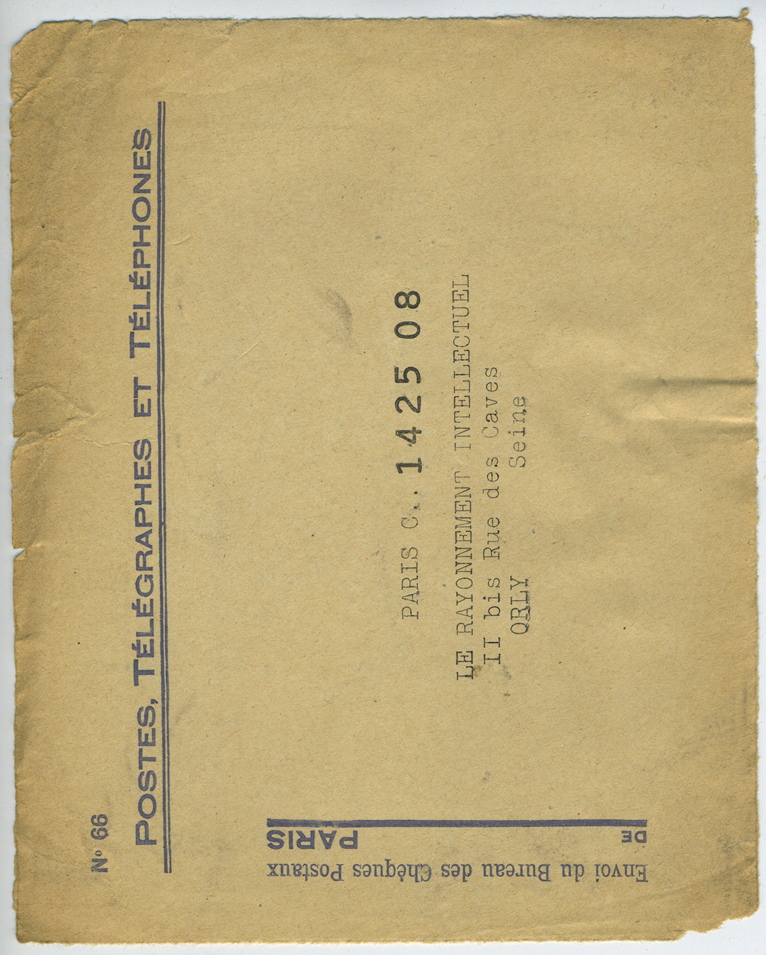 N° 66
POSTES, TÉLÉGRAPHES ET TÉLÉPHONES
PARIS C.. 1425 08
LE RAYONNEMENT INTELLECTUEL
II bis Rue des Caves
ORLY Seine
Envoi du Bureau des Chèques Postaux
DE PARIS